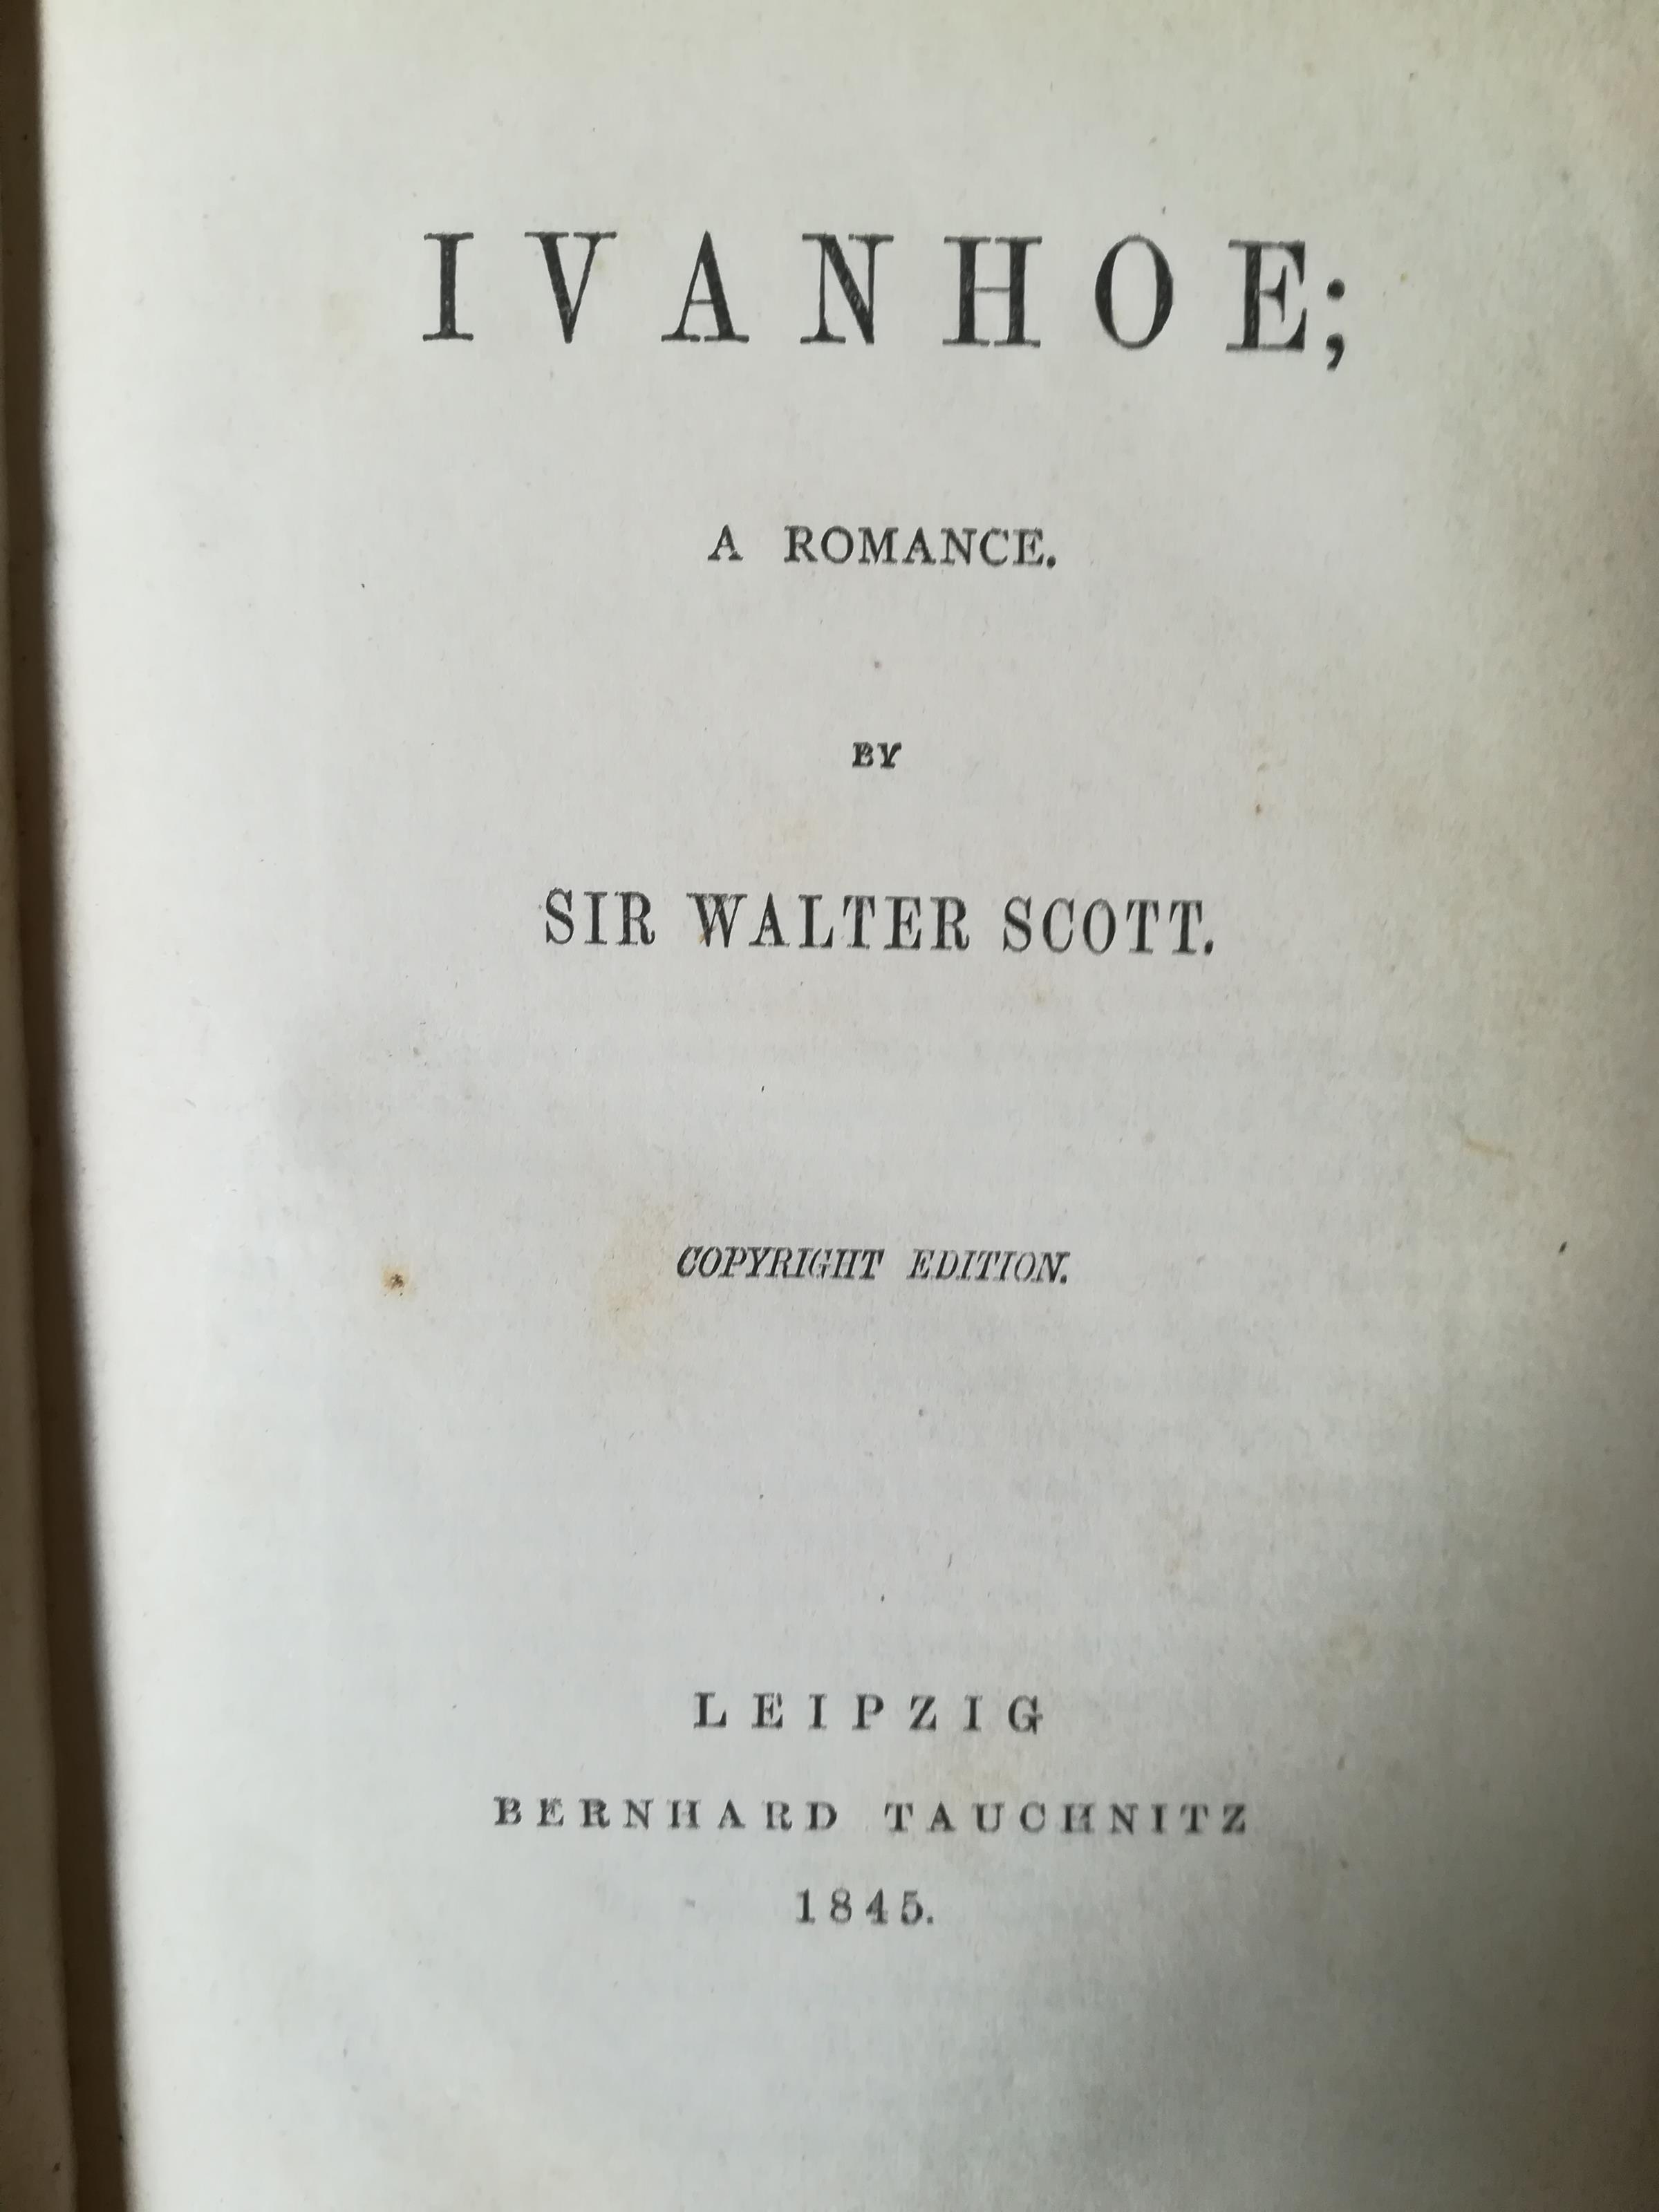 IVANHOE;
A ROMANCE.
BY
SIR WALTER SCOTT.
COPYRIGHT EDITION.
LEIPZIG
BERNHARD TAUCHNITZ
1845.